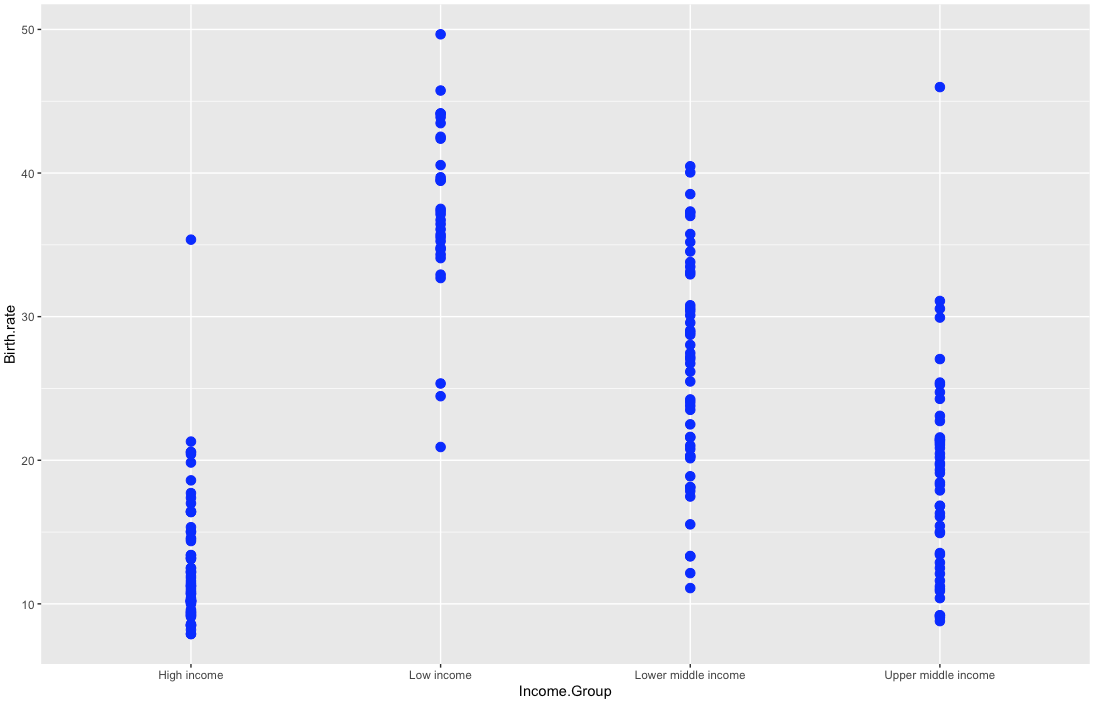 50
40
30
20
10
Birth.rate
High income
Low income
Lower middle income
Upper middle income
Income.Group